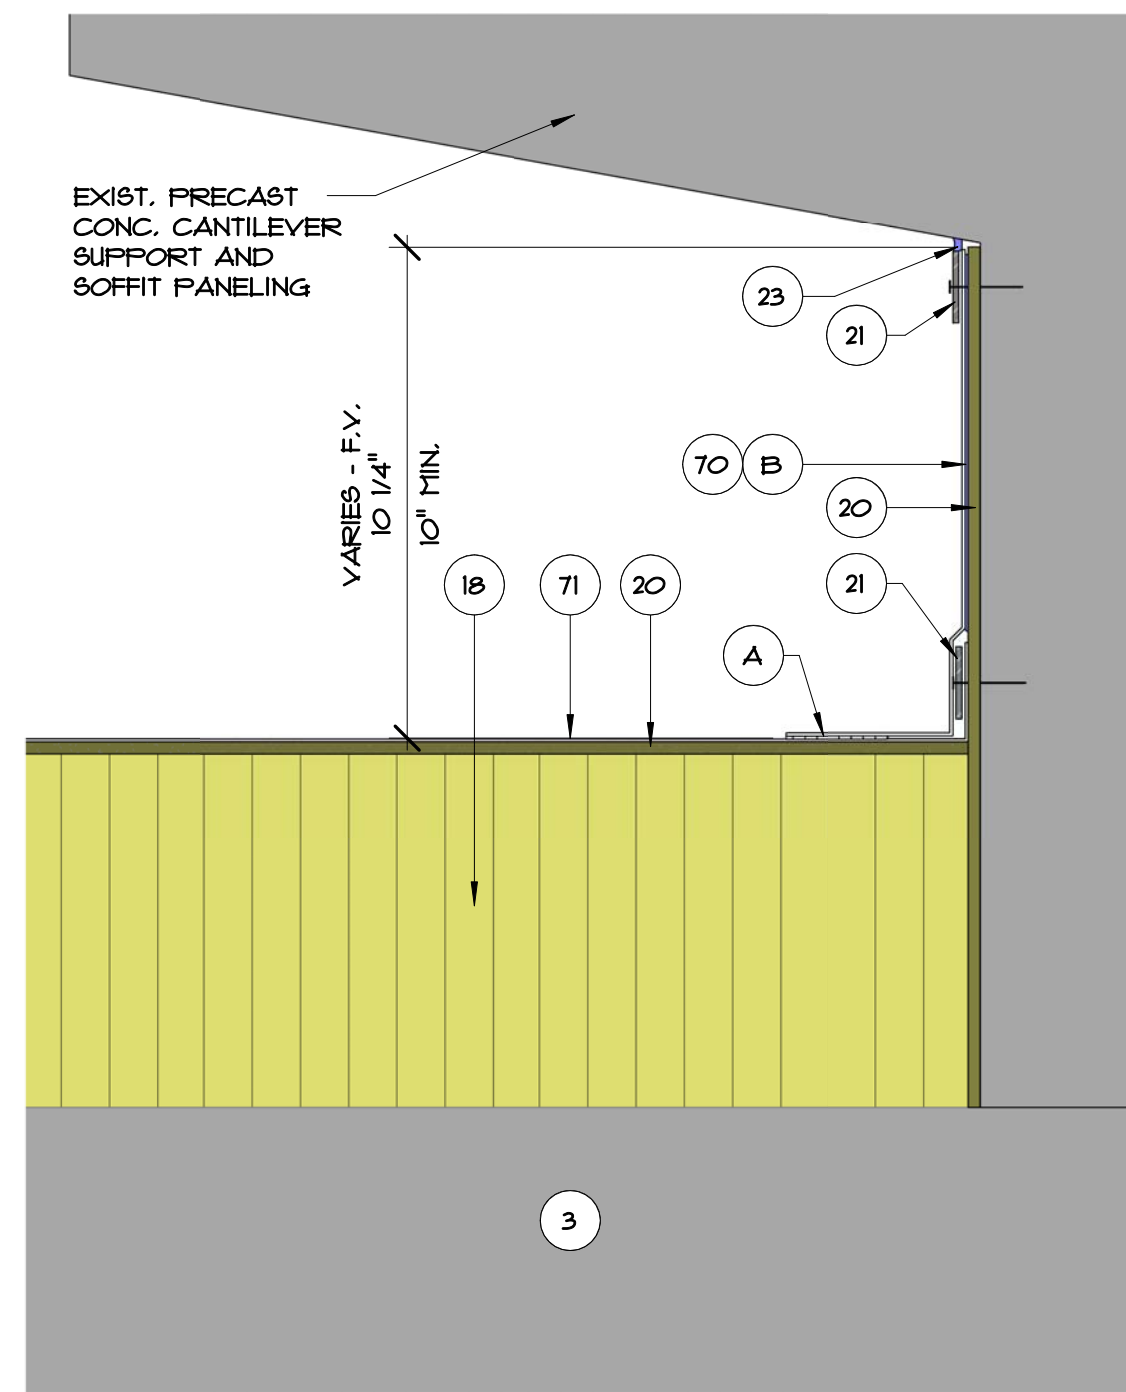 EXIST. PRECAST
CONC. CANTILEVER
SUPPORT AND
SOFFIT PANELING
23
21
VARIES - F.V.
10 1/4"
10" MIN.
70 B
20
18
71
20
21
A
3